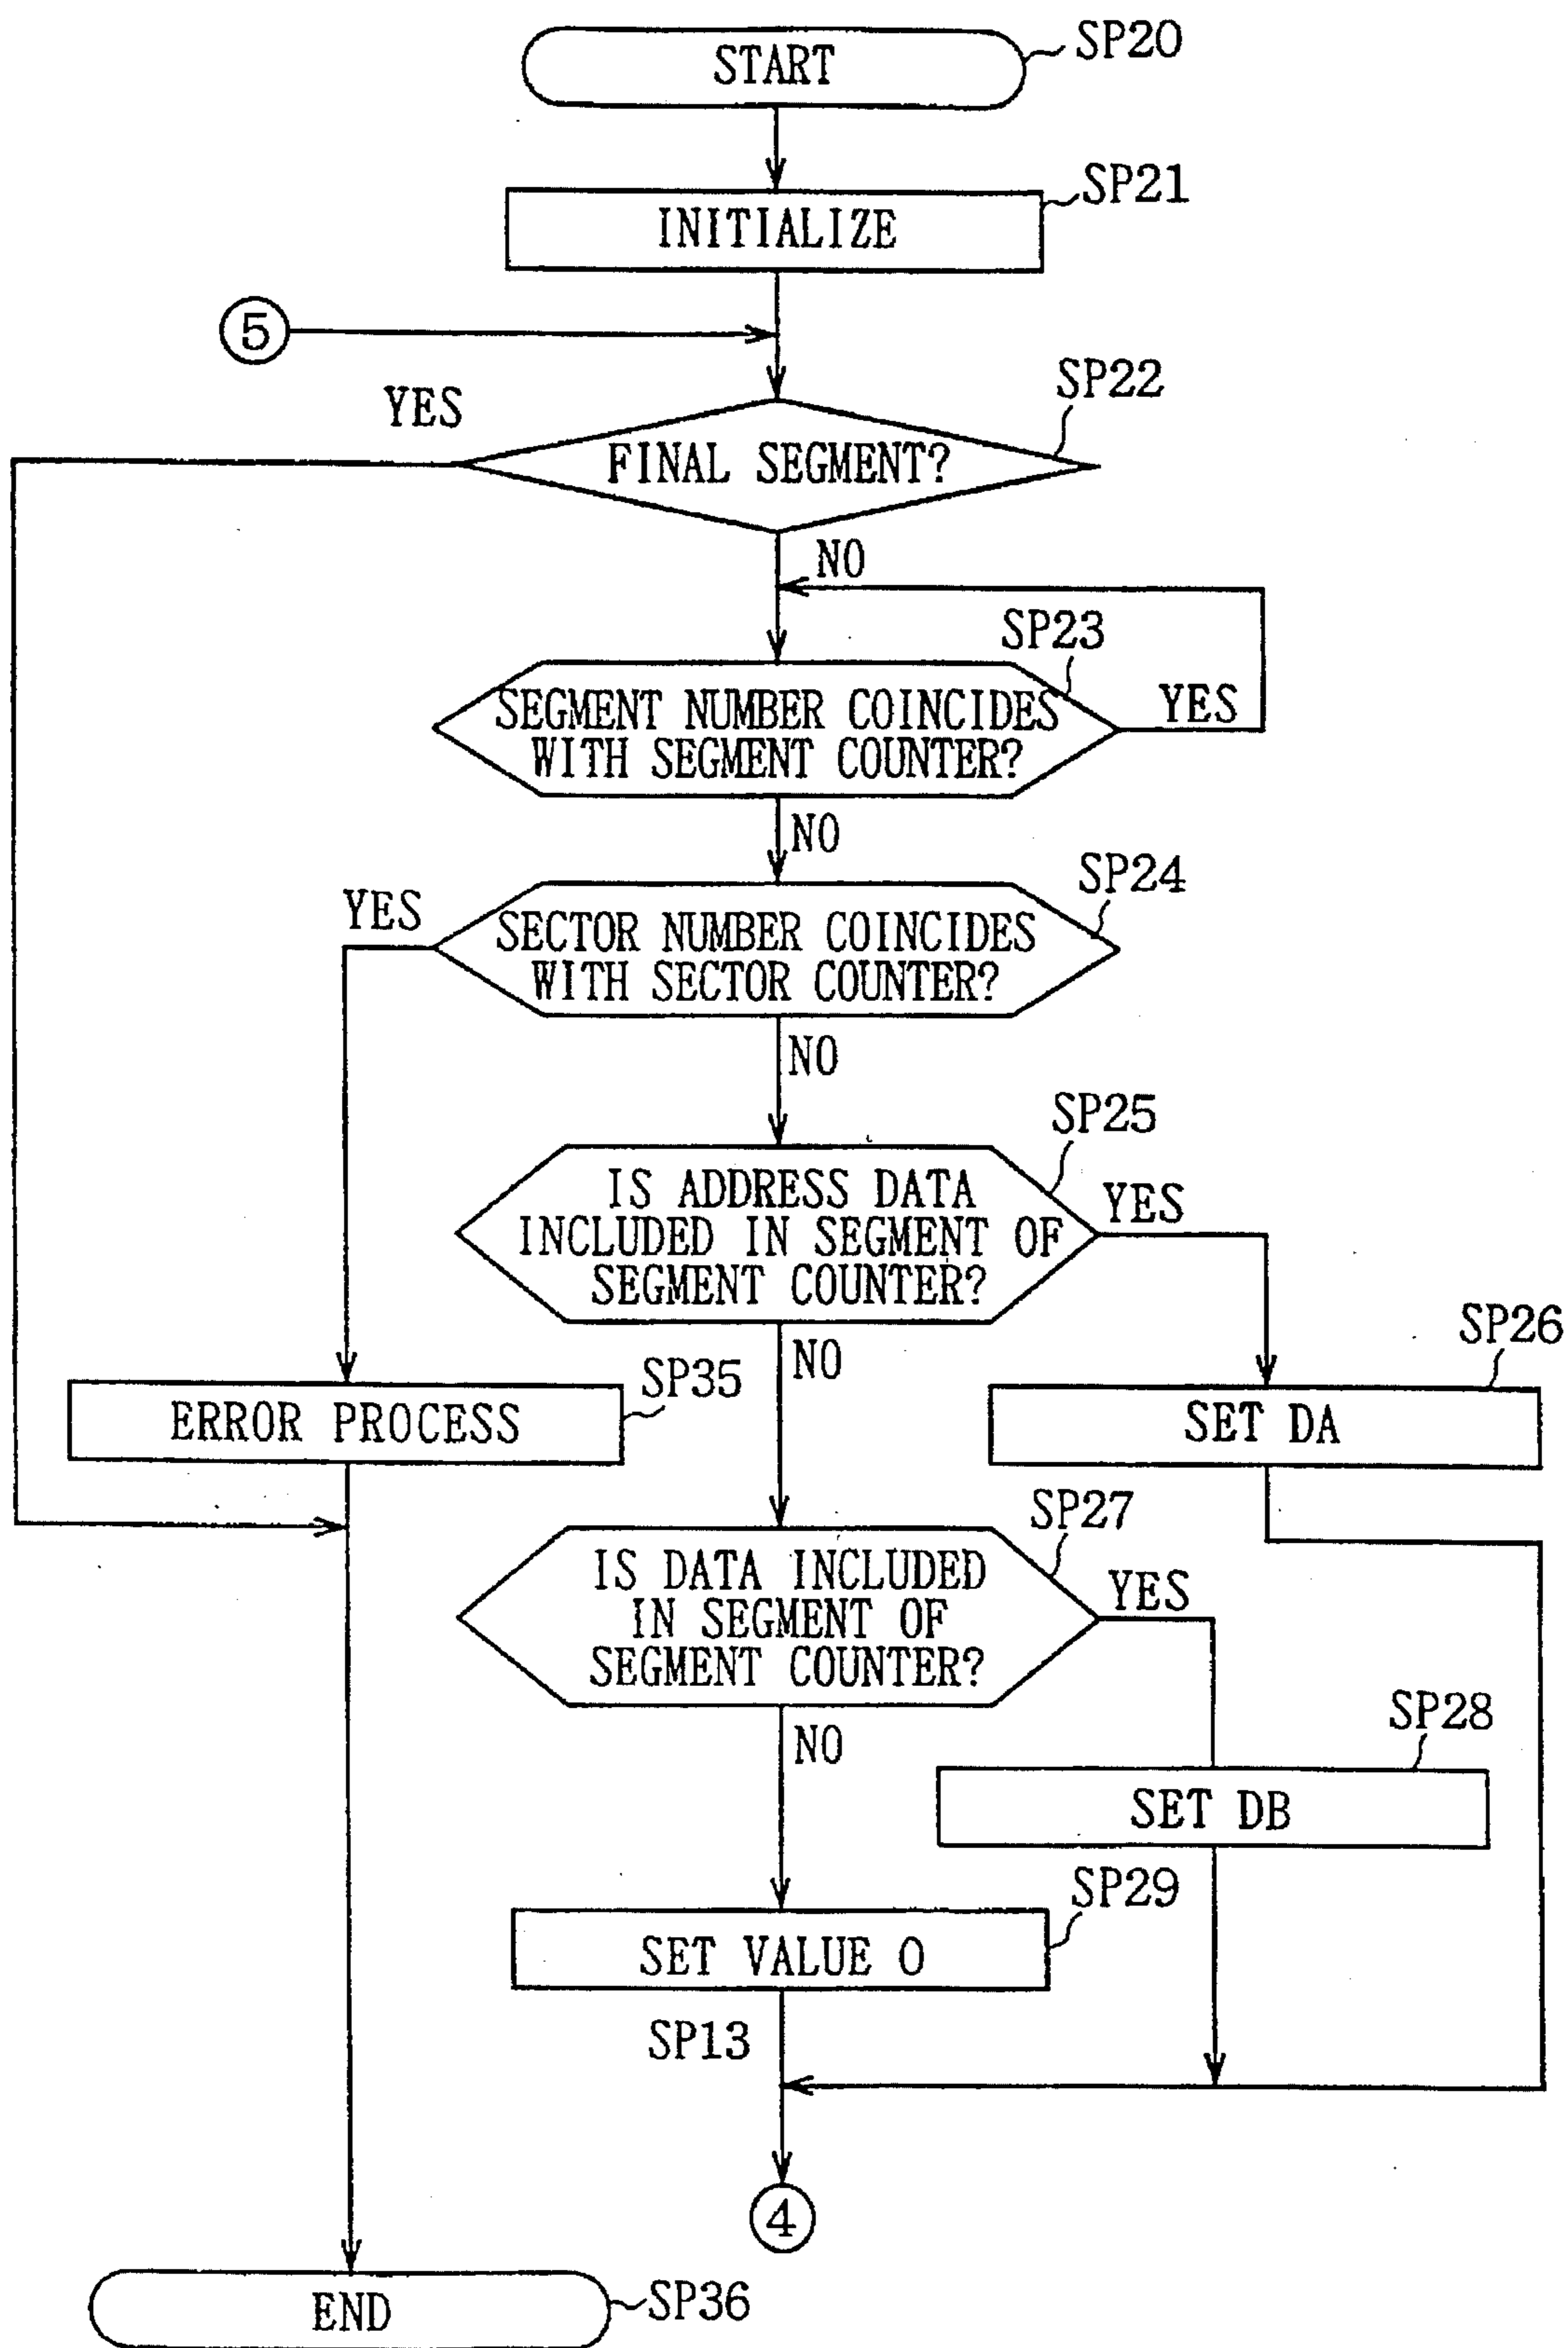 START
SP20
INITIALIZE
SP21
5
YES
SP22
FINAL SEGMENT?
NO
SP23
SEGMENT NUMBER COINCIDES
WITH SEGMENT COUNTER?
YES
NO
SP24
YES
SECTOR NUMBER COINCIDES
WITH SECTOR COUNTER?
NO
SP25
IS ADDRESS DATA
INCLUDED IN SEGMENT OF
SEGMENT COUNTER?
YES
NO
SP26
SET DA
SP35
ERROR PROCESS
SP27
IS DATA INCLUDED
IN SEGMENT OF
SEGMENT COUNTER?
YES
NO
SP28
SET DB
SP29
SET VALUE 0
SP13
4
END
SP36